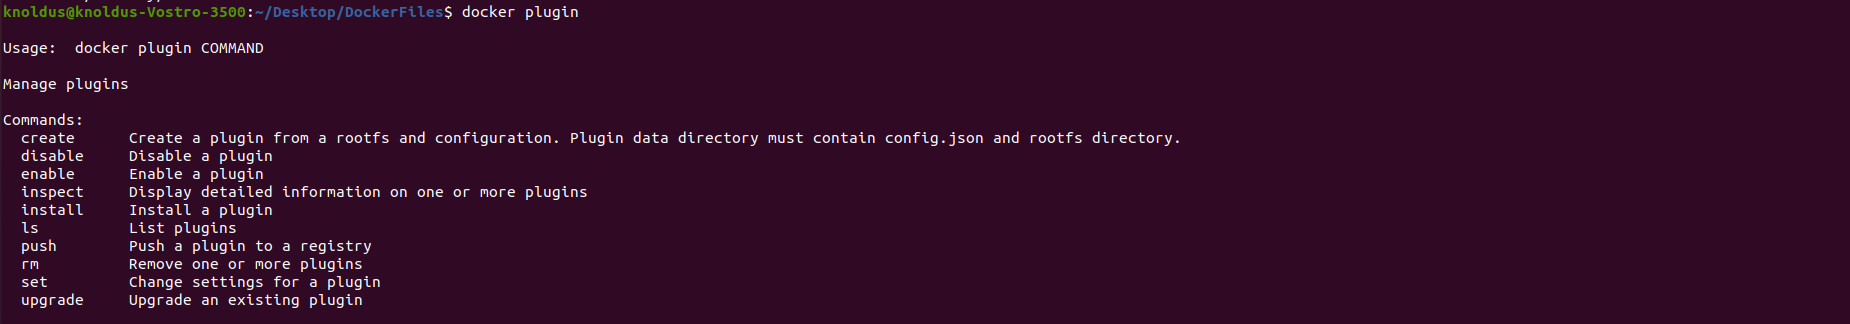 knoldus@knoldus-Vostro-3500:~/Desktop/DockerFiles$ docker plugin
Usage:  docker plugin COMMAND
Manage plugins
Commands:
  create      Create a plugin from a rootfs and configuration. Plugin data directory must contain config.json and rootfs directory.
  disable     Disable a plugin
  enable      Enable a plugin
  inspect     Display detailed information on one or more plugins
  install     Install a plugin
  ls          List plugins
  push        Push a plugin to a registry
  rm          Remove one or more plugins
  set         Change settings for a plugin
  upgrade     Upgrade an existing plugin